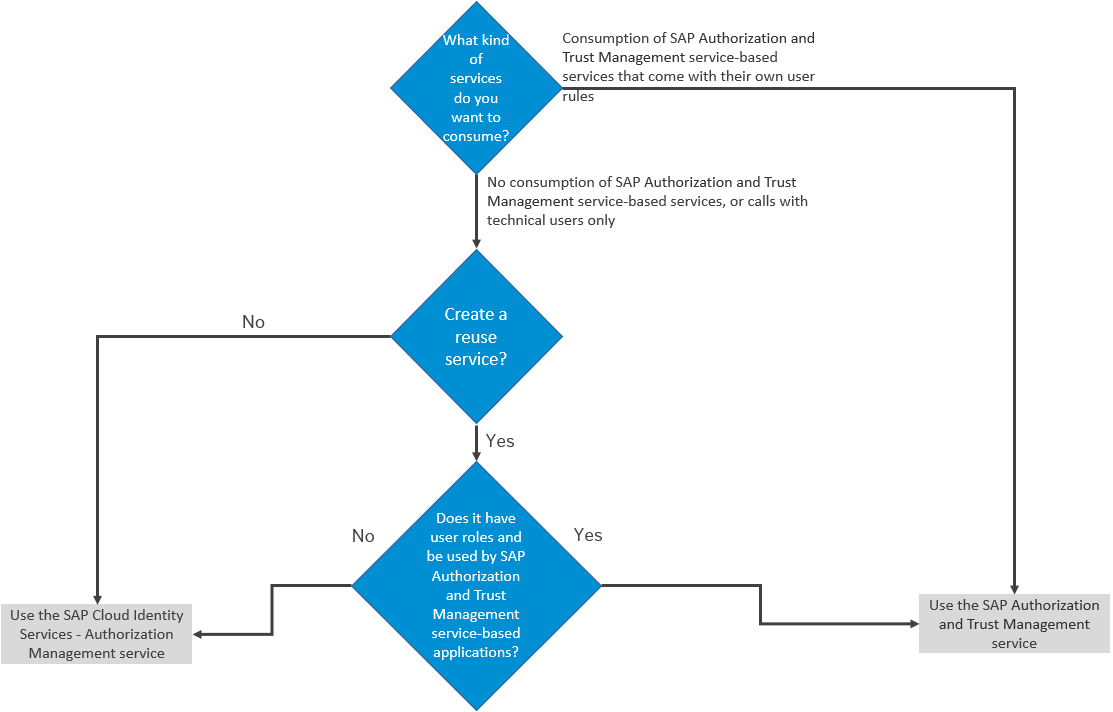 What kind
of
services
do you
want to
consume?
Consumption of SAP Authorization and
Trust Management service-based
services that come with their own user
rules
No consumption of SAP Authorization and Trust
Management service-based services, or calls with
technical users only
Create a
reuse
service?
No
Yes
Does it have
user roles and
be used by SAP
Authorization
and Trust
Management
service-based
applications?
No
Yes
Use the SAP Cloud Identity
Services - Authorization
Management service
Use the SAP Authorization
and Trust Management
service